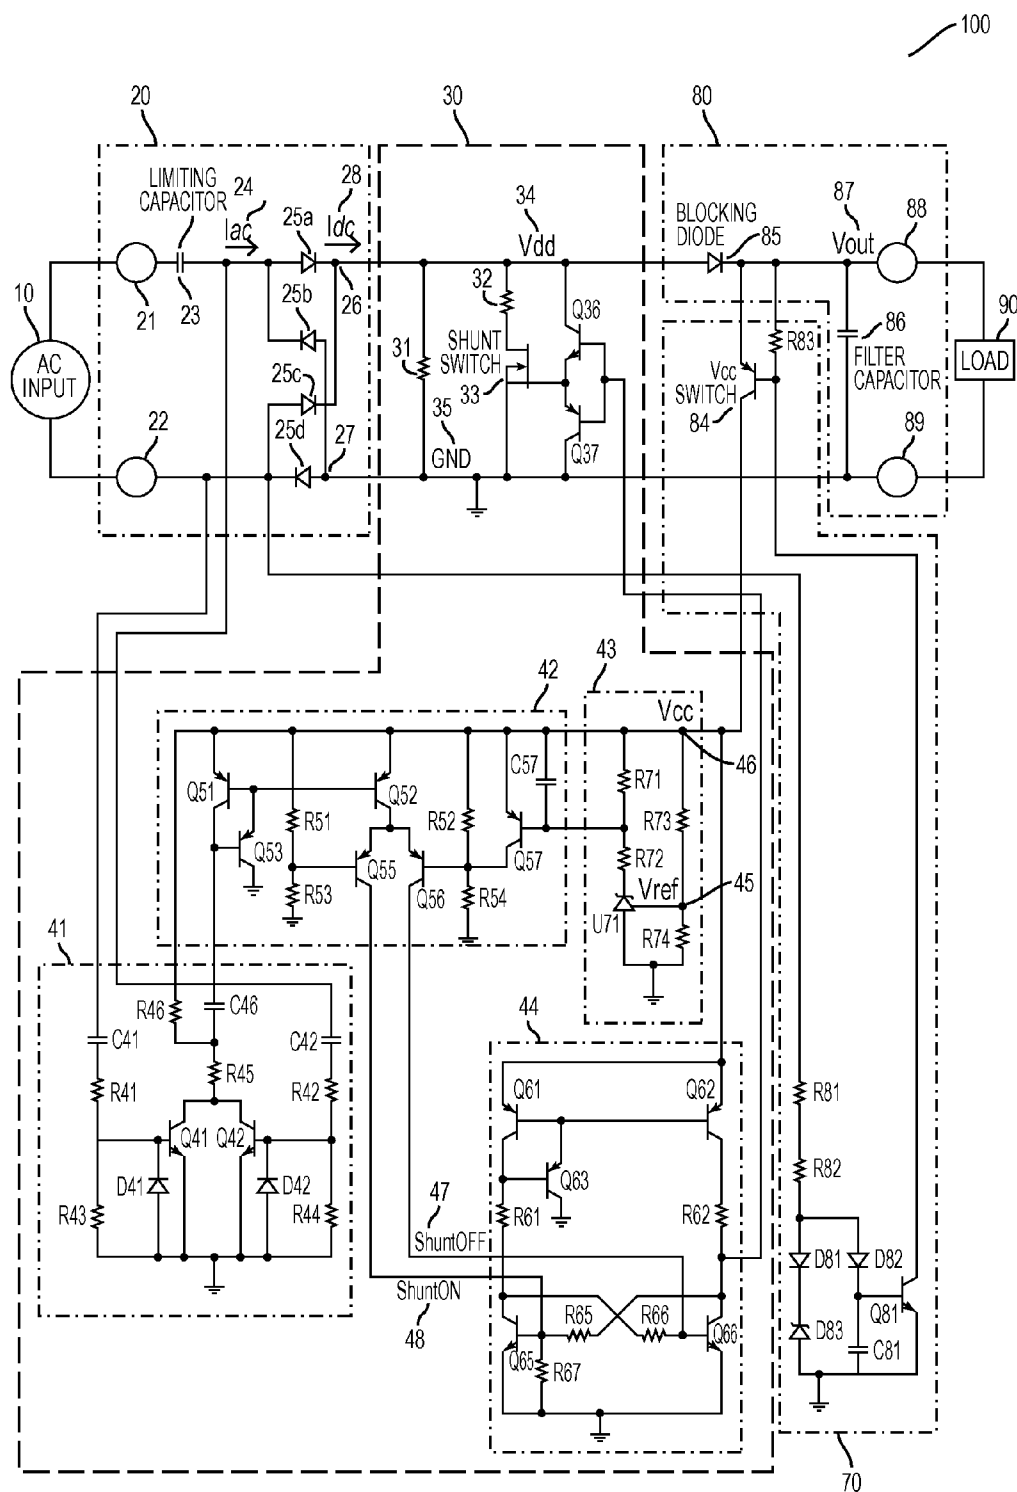 100
20
30
80
LIMITING
CAPACITOR
24
Iac
28
Idc
25a
34
Vdd
BLOCKING
DIODE
85
87
Vout
88
10
AC
INPUT
21
23
25b
26
32
Q36
R83
86
FILTER
CAPACITOR
90
LOAD
SHUNT
SWITCH
33
31
25c
Vcc
SWITCH
84
22
25d
27
35
GND
Q37
89
42
43
Vcc
46
Q51
Q52
C57
R71
R51
R52
R73
Q53
Q55
Q57
R72
R53
Q56
R54
Vref
45
U71
R74
41
R46
C46
44
C41
C42
R45
R41
R42
Q61
Q62
R81
Q41
Q42
D41
D42
Q63
R82
R43
R44
47
R61
R62
ShuntOFF
D81
D82
ShuntON
48
R65
R66
Q65
Q66
Q81
D83
C81
R67
70